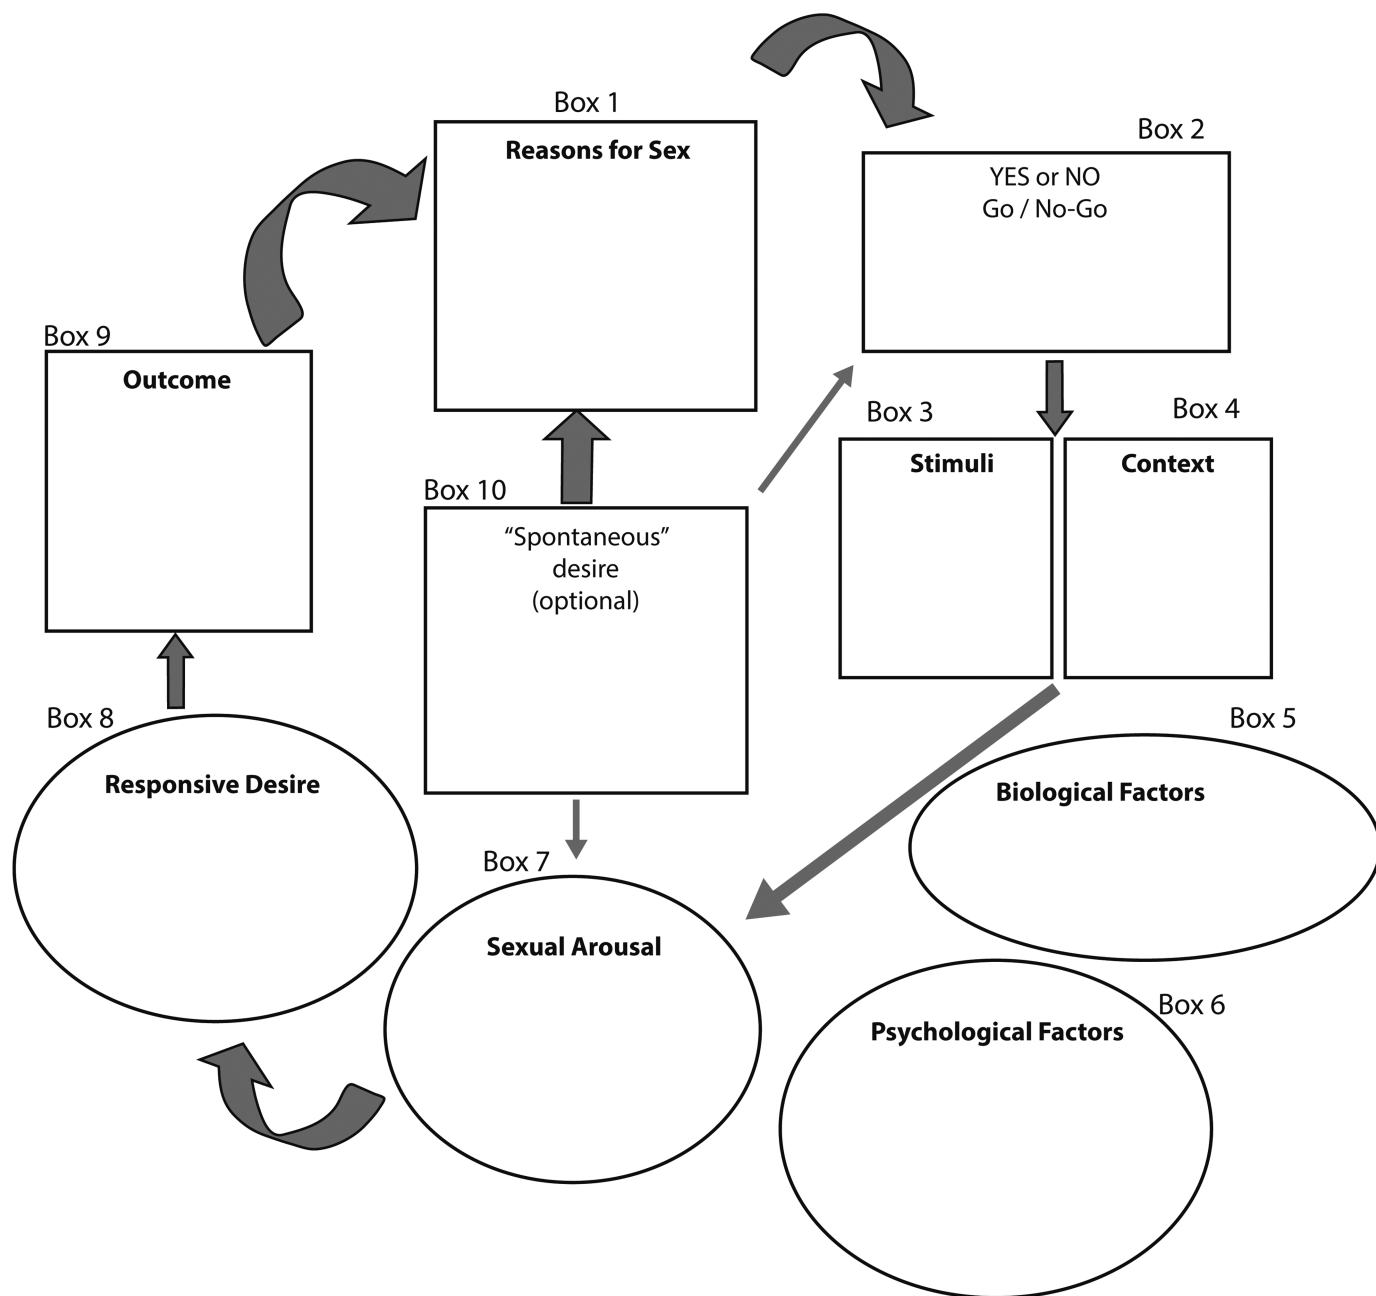 Box 1
Reasons for Sex
Box 2
YES or NO
Go / No-Go
Box 9
Outcome
Box 3
Stimuli
Box 4
Context
Box 10
“Spontaneous”
desire
(optional)
Box 8
Responsive Desire
Box 5
Biological Factors
Box 7
Sexual Arousal
Box 6
Psychological Factors